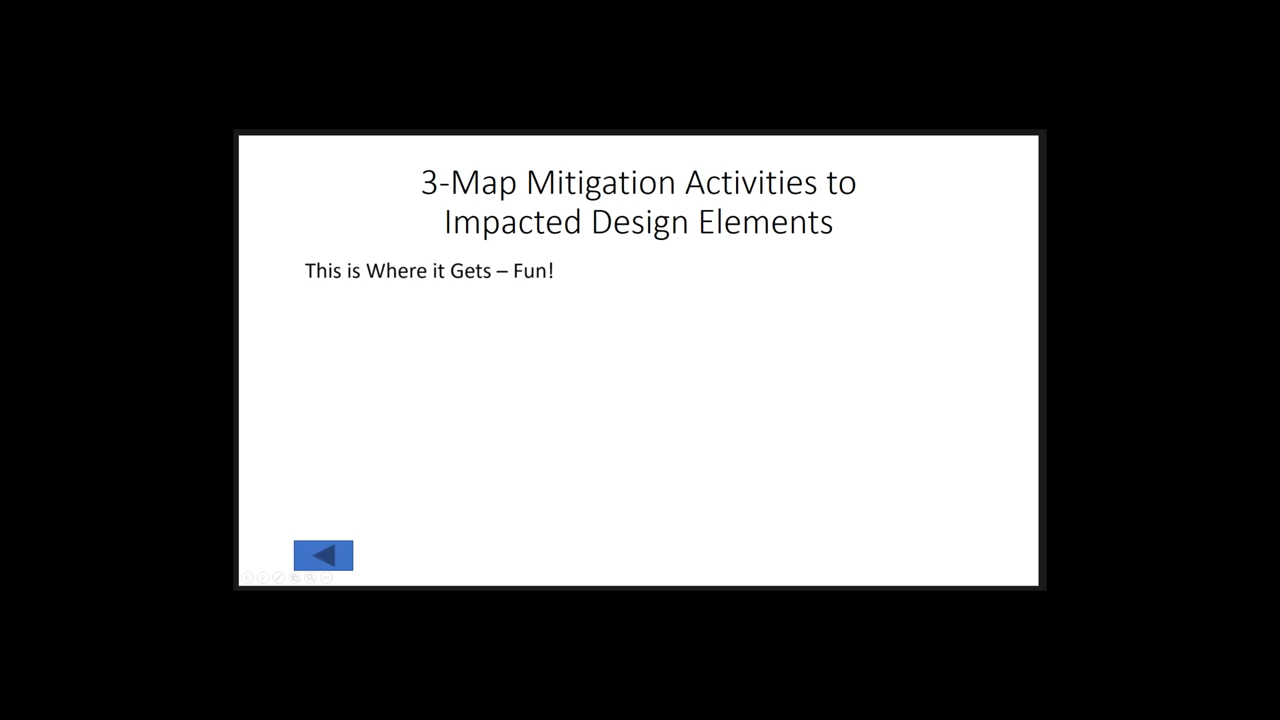 3-Map Mitigation Activities to
Impacted Design Elements
This is Where it Gets – Fun!